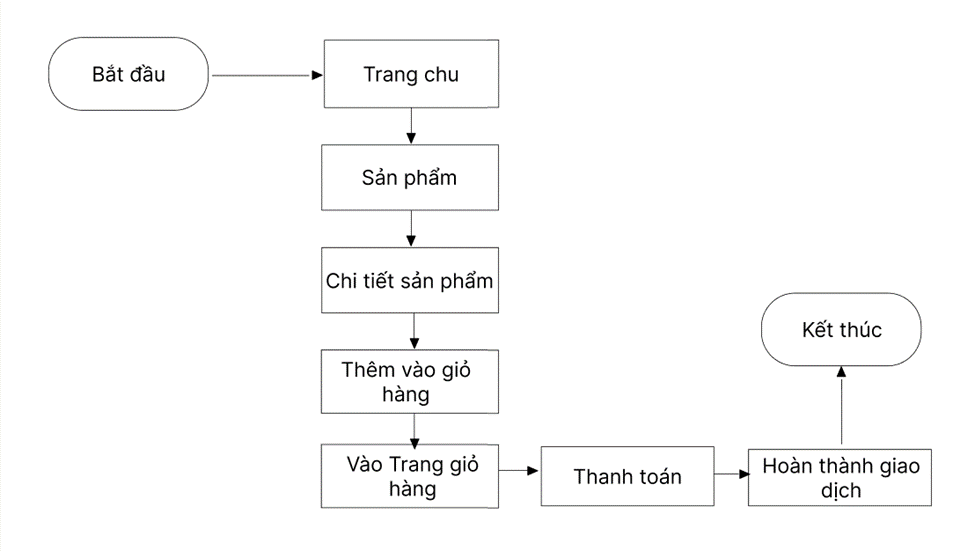 Bắt đầu
Trang chu
Sản phẩm
Chi tiết sản phẩm
Thêm vào giỏ
hàng
Vào Trang giỏ
hàng
Thanh toán
Hoàn thành giao
dịch
Kết thúc